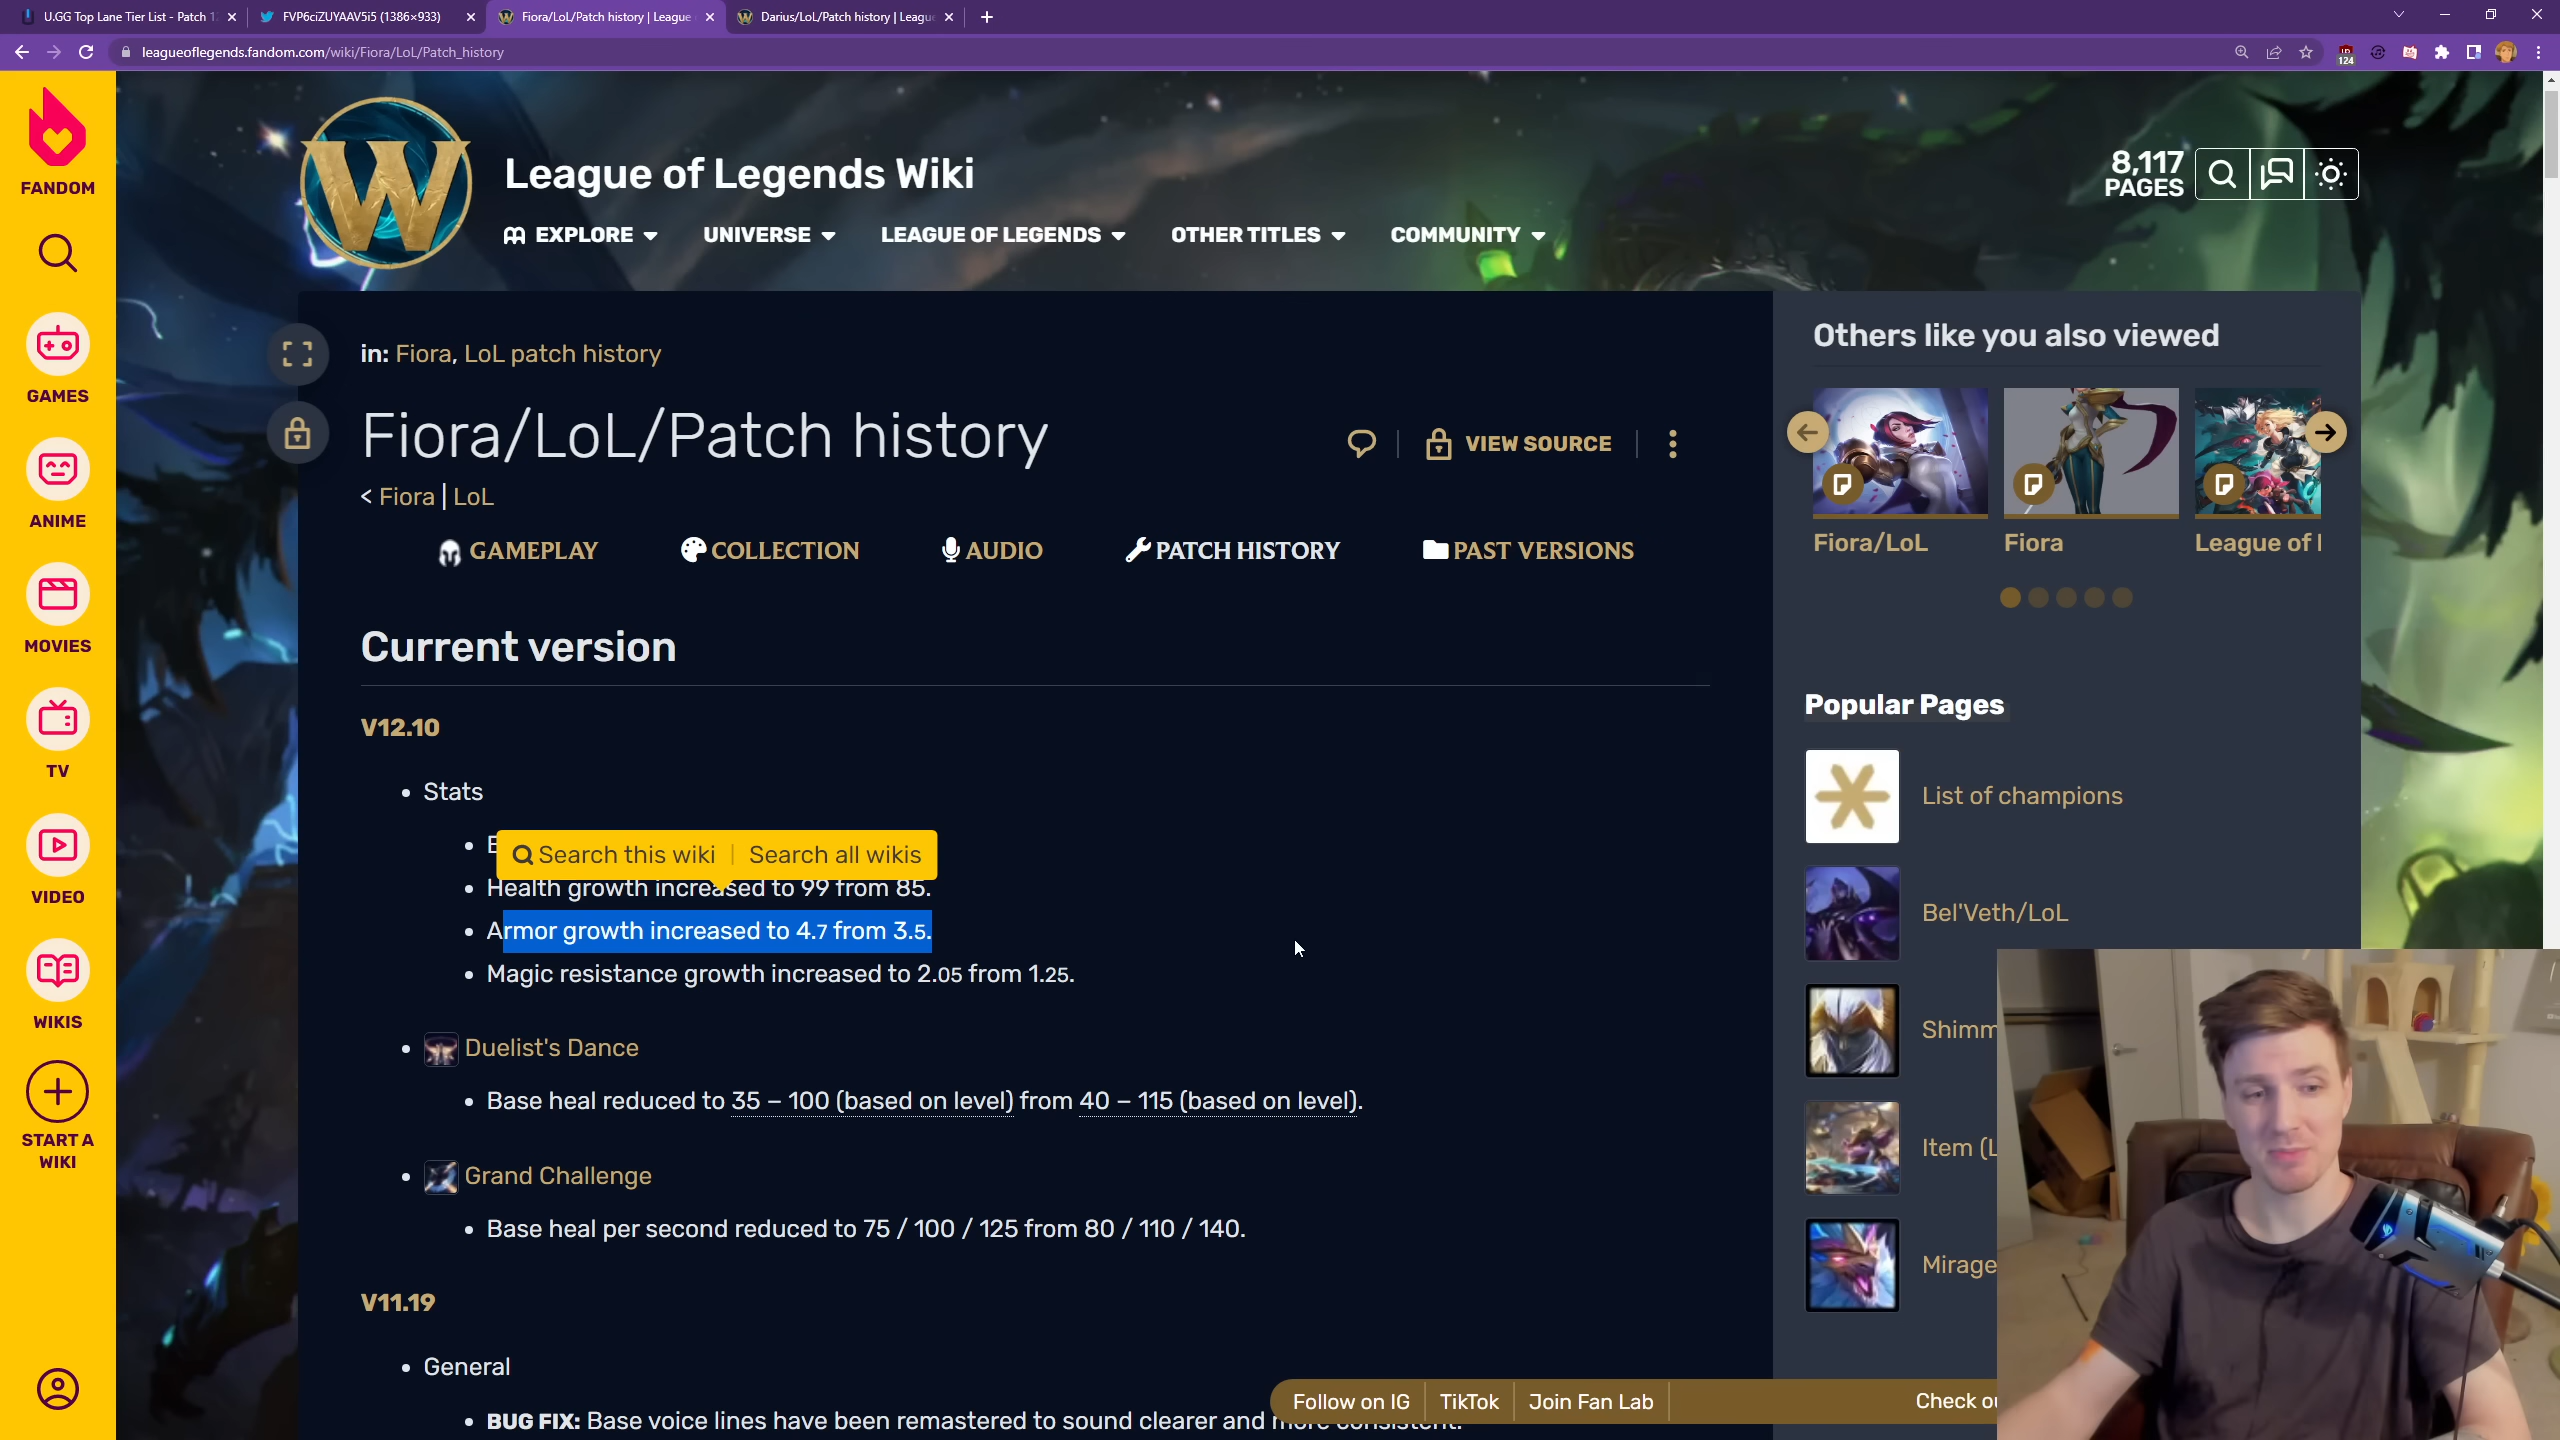 U.GG Top Lane Tier List - Patch 1
FVP6ciZUYAAV5i5 (1386×933)
Fiora/LoL/Patch history | League
Darius/LoL/Patch history | League
leagueoflegends.fandom.com/wiki/Fiora/LoL/Patch_history
124
FANDOM
GAMES
ANIME
MOVIES
TV
VIDEO
WIKIS
START A
WIKI
W
League of Legends Wiki
EXPLORE
UNIVERSE
LEAGUE OF LEGENDS
OTHER TITLES
COMMUNITY
8,117
PAGES
in: Fiora, LoL patch history
Fiora/LoL/Patch history
VIEW SOURCE
< Fiora | LoL
GAMEPLAY
COLLECTION
AUDIO
PATCH HISTORY
PAST VERSIONS
Current version
V12.10
• Stats
Search this wiki | Search all wikis
• Health growth increased to 99 from 85.
• Armor growth increased to 4.7 from 3.5.
• Magic resistance growth increased to 2.05 from 1.25.
• Duelist's Dance
• Base heal reduced to 35 – 100 (based on level) from 40 – 115 (based on level).
• Grand Challenge
• Base heal per second reduced to 75 / 100 / 125 from 80 / 110 / 140.
V11.19
• General
• BUG FIX: Base voice lines have been remastered to sound clearer and more consistent.
Others like you also viewed
Fiora/LoL
Fiora
League of l
Popular Pages
List of champions
Bel'Veth/LoL
Shimm
Item (L
Mirage
Follow on IG
TikTok
Join Fan Lab
Check ou